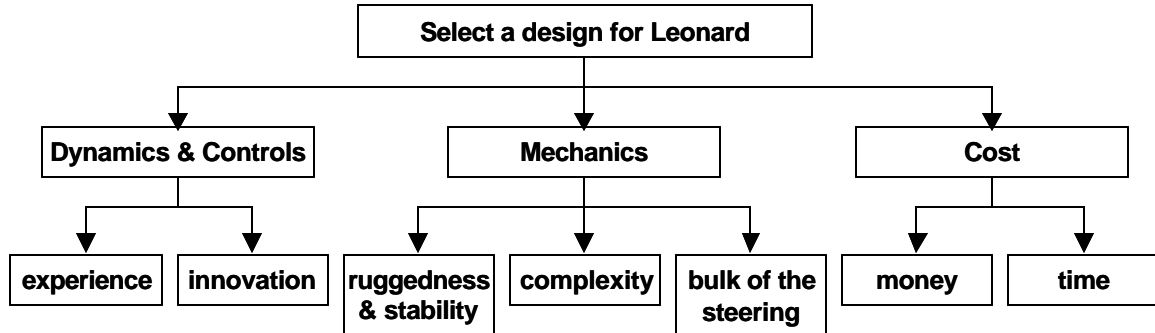 Select a design for Leonard
Dynamics & Controls
Mechanics
Cost
experience
innovation
ruggedness
& stability
complexity
bulk of the
steering
money
time